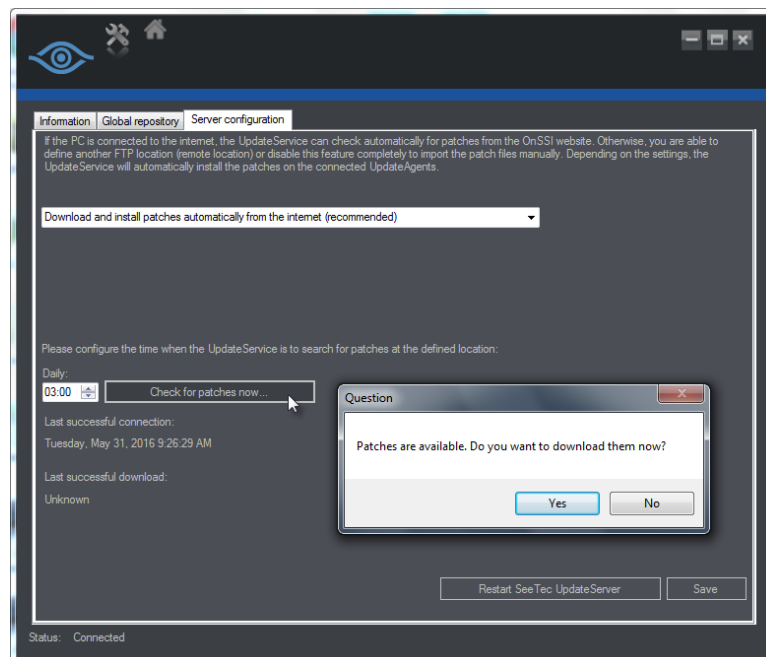 Information
Global repository
Server configuration
If the PC is connected to the internet, the UpdateService can check automatically for patches from the OnSSI website. Otherwise, you are able to
define another FTP location (remote location) or disable this feature completely to import the patch files manually. Depending on the settings, the
UpdateService will automatically install the patches on the connected UpdateAgents.
Download and install patches automatically from the internet (recommended)
Please configure the time when the UpdateService is to search for patches at the defined location:
Daily:
03:00
Check for patches now...
Last successful connection:
Tuesday, May 31, 2016 9:26:29 AM
Last successful download:
Unknown
Question
Patches are available. Do you want to download them now?
Yes
No
Restart SeeTec UpdateServer
Save
Status: Connected